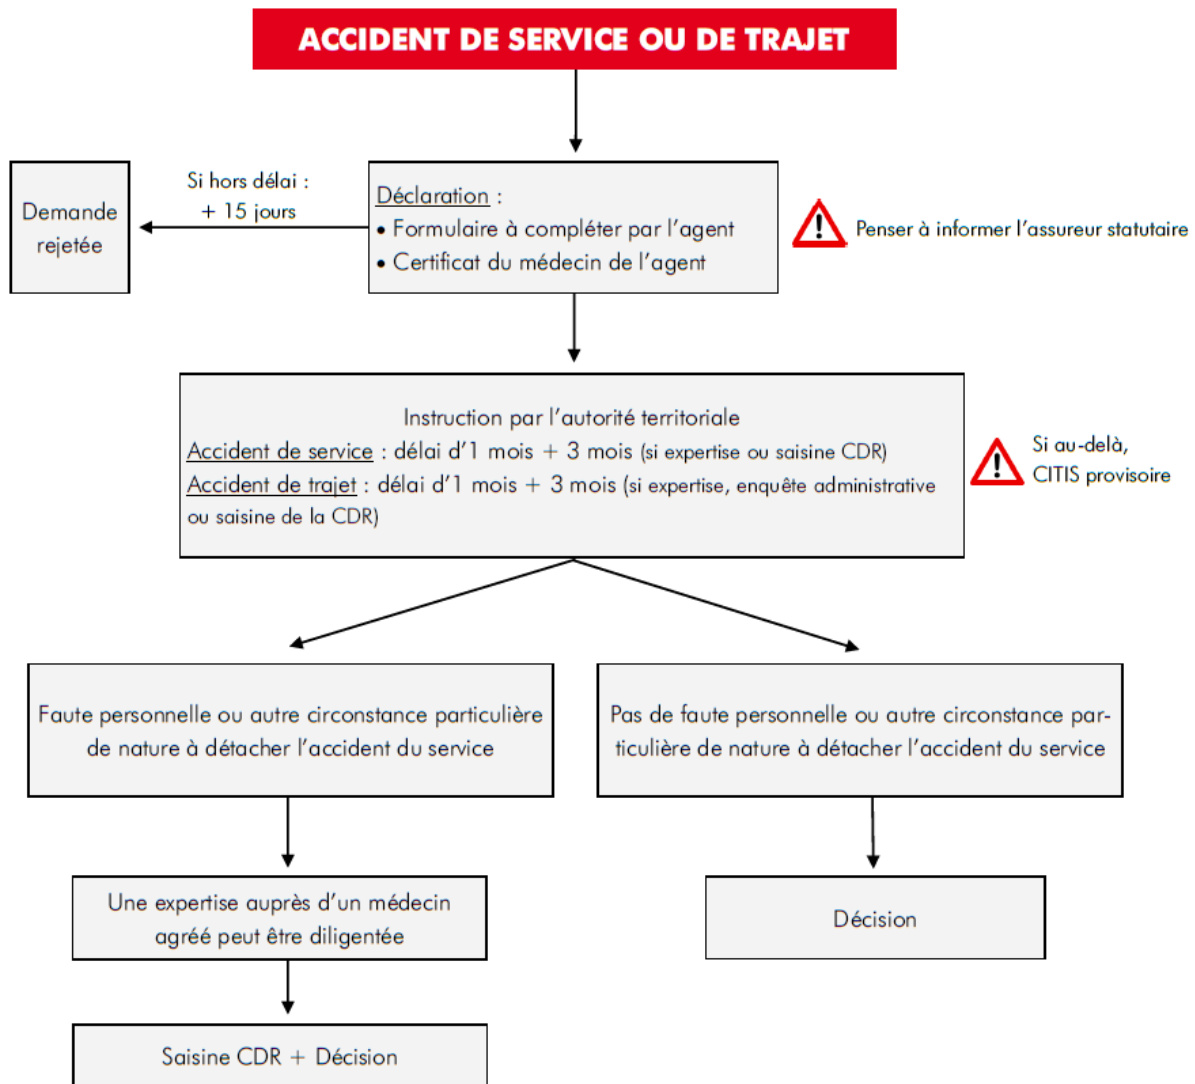 ACCIDENT DE SERVICE OU DE TRAJET
Si hors délai :
+ 15 jours
Demande
rejetée
Déclaration :
• Formulaire à compléter par l'agent
• Certificat du médecin de l'agent
Penser à informer l'assureur statutaire
Instruction par l'autorité territoriale
Accident de service : délai d'1 mois + 3 mois (si expertise ou saisine CDR)
Accident de trajet : délai d'1 mois + 3 mois (si expertise, enquête administrative
ou saisine de la CDR)
Si au-delà,
CITIS provisoire
Faute personnelle ou autre circonstance particulière
de nature à détacher l'accident du service
Pas de faute personnelle ou autre circonstance par-
ticulière de nature à détacher l'accident du service
Une expertise auprès d'un médecin
agréé peut être diligentée
Décision
Saisine CDR + Décision